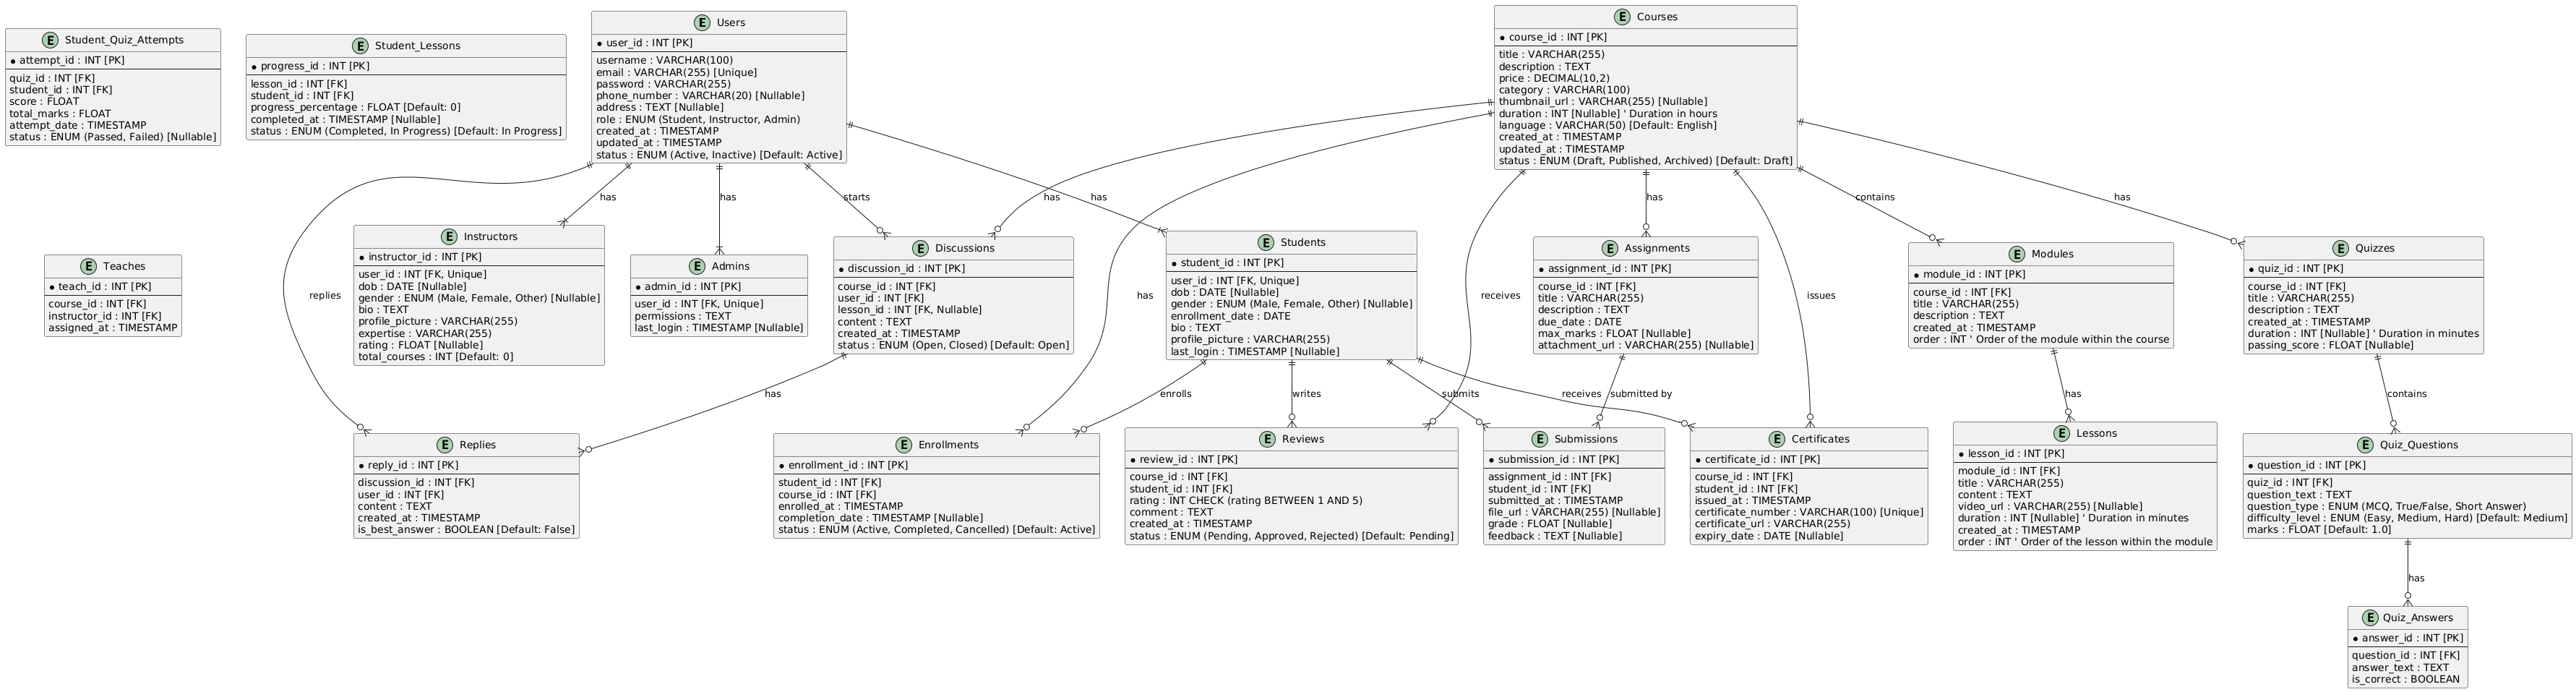 E Student_Quiz_Attempts
• attempt_id : INT [PK]
quiz_id : INT [FK]
student_id : INT [FK]
score : FLOAT
total_marks : FLOAT
attempt_date : TIMESTAMP
status : ENUM (Passed, Failed) [Nullable]
E Student_Lessons
• progress_id : INT [PK]
lesson_id : INT [FK]
student_id : INT [FK]
progress_percentage : FLOAT [Default: 0]
completed_at : TIMESTAMP [Nullable]
status : ENUM (Completed, In Progress) [Default: In Progress]
E Users
• user_id : INT [PK]
username : VARCHAR(100)
email : VARCHAR(255) [Unique]
password : VARCHAR(255)
phone_number : VARCHAR(20) [Nullable]
address : TEXT [Nullable]
role : ENUM (Student, Instructor, Admin)
created_at : TIMESTAMP
updated_at : TIMESTAMP
status : ENUM (Active, Inactive) [Default: Active]
E Courses
• course_id : INT [PK]
title : VARCHAR(255)
description : TEXT
price : DECIMAL(10,2)
category : VARCHAR(100)
thumbnail_url : VARCHAR(255) [Nullable]
duration : INT [Nullable] ' Duration in hours
language : VARCHAR(50) [Default: English]
created_at : TIMESTAMP
updated_at : TIMESTAMP
status : ENUM (Draft, Published, Archived) [Default: Draft]
has
has
starts
has
has
has
contains
has
E Teaches
• teach_id : INT [PK]
course_id : INT [FK]
instructor_id : INT [FK]
assigned_at : TIMESTAMP
E Instructors
• instructor_id : INT [PK]
user_id : INT [FK, Unique]
dob : DATE [Nullable]
gender : ENUM (Male, Female, Other) [Nullable]
bio : TEXT
profile_picture : VARCHAR(255)
expertise : VARCHAR(255)
rating : FLOAT [Nullable]
total_courses : INT [Default: 0]
E Admins
• admin_id : INT [PK]
user_id : INT [FK, Unique]
permissions : TEXT
last_login : TIMESTAMP [Nullable]
E Discussions
• discussion_id : INT [PK]
course_id : INT [FK]
user_id : INT [FK]
lesson_id : INT [FK, Nullable]
content : TEXT
created_at : TIMESTAMP
status : ENUM (Open, Closed) [Default: Open]
E Students
• student_id : INT [PK]
user_id : INT [FK, Unique]
dob : DATE [Nullable]
gender : ENUM (Male, Female, Other) [Nullable]
enrollment_date : DATE
bio : TEXT
profile_picture : VARCHAR(255)
last_login : TIMESTAMP [Nullable]
E Assignments
• assignment_id : INT [PK]
course_id : INT [FK]
title : VARCHAR(255)
description : TEXT
due_date : DATE
max_marks : FLOAT [Nullable]
attachment_url : VARCHAR(255) [Nullable]
E Modules
• module_id : INT [PK]
course_id : INT [FK]
title : VARCHAR(255)
description : TEXT
created_at : TIMESTAMP
order : INT ' Order of the module within the course
E Quizzes
• quiz_id : INT [PK]
course_id : INT [FK]
title : VARCHAR(255)
description : TEXT
created_at : TIMESTAMP
duration : INT [Nullable] ' Duration in minutes
passing_score : FLOAT [Nullable]
replies
has
receives
issues
has
enrolls
writes
submits
receives
submitted by
has
contains
E Replies
• reply_id : INT [PK]
discussion_id : INT [FK]
user_id : INT [FK]
content : TEXT
created_at : TIMESTAMP
is_best_answer : BOOLEAN [Default: False]
E Enrollments
• enrollment_id : INT [PK]
student_id : INT [FK]
course_id : INT [FK]
enrolled_at : TIMESTAMP
completion_date : TIMESTAMP [Nullable]
status : ENUM (Active, Completed, Cancelled) [Default: Active]
E Reviews
• review_id : INT [PK]
course_id : INT [FK]
student_id : INT [FK]
rating : INT CHECK (rating BETWEEN 1 AND 5)
comment : TEXT
created_at : TIMESTAMP
status : ENUM (Pending, Approved, Rejected) [Default: Pending]
E Submissions
• submission_id : INT [PK]
assignment_id : INT [FK]
student_id : INT [FK]
submitted_at : TIMESTAMP
file_url : VARCHAR(255) [Nullable]
grade : FLOAT [Nullable]
feedback : TEXT [Nullable]
E Certificates
• certificate_id : INT [PK]
course_id : INT [FK]
student_id : INT [FK]
issued_at : TIMESTAMP
certificate_number : VARCHAR(100) [Unique]
certificate_url : VARCHAR(255)
expiry_date : DATE [Nullable]
E Lessons
• lesson_id : INT [PK]
module_id : INT [FK]
title : VARCHAR(255)
content : TEXT
video_url : VARCHAR(255) [Nullable]
duration : INT [Nullable] ' Duration in minutes
created_at : TIMESTAMP
order : INT ' Order of the lesson within the module
E Quiz_Questions
• question_id : INT [PK]
quiz_id : INT [FK]
question_text : TEXT
question_type : ENUM (MCQ, True/False, Short Answer)
difficulty_level : ENUM (Easy, Medium, Hard) [Default: Medium]
marks : FLOAT [Default: 1.0]
has
E Quiz_Answers
• answer_id : INT [PK]
question_id : INT [FK]
answer_text : TEXT
is_correct : BOOLEAN